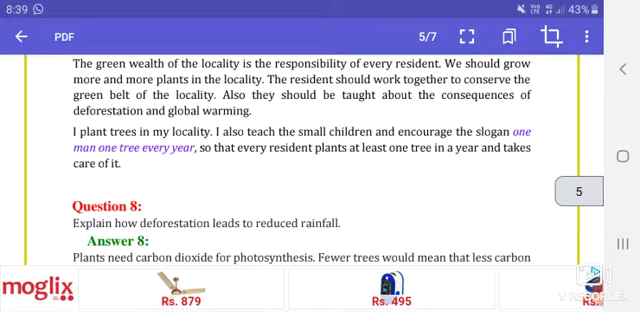 8:39
43%
PDF
5/7
The green wealth of the locality is the responsibility of every resident. We should grow
more and more plants in the locality. The resident should work together to conserve the
green belt of the locality. Also they should be taught about the consequences of
deforestation and global warming.
I plant trees in my locality. I also teach the small children and encourage the slogan one
man one tree every year, so that every resident plants at least one tree in a year and takes
care of it.
5
Question 8:
Explain how deforestation leads to reduced rainfall.
Answer 8:
Plants need carbon dioxide for photosynthesis. Fewer trees would mean that less carbon
moglix
Rs. 879
Rs. 495
Rs.